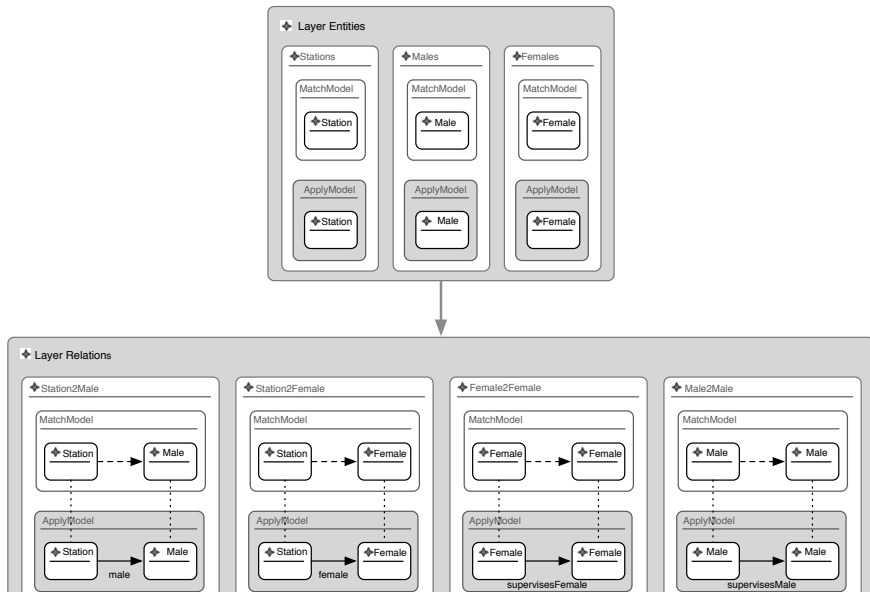 Layer Entities
Stations
Males
Females
MatchModel
MatchModel
MatchModel
Station
Male
Female
ApplyModel
ApplyModel
ApplyModel
Station
Male
Female
Layer Relations
Station2Male
Station2Female
Female2Female
Male2Male
MatchModel
MatchModel
MatchModel
MatchModel
Station
Male
Station
Female
Female
Female
Male
Male
ApplyModel
ApplyModel
ApplyModel
ApplyModel
Station
Male
Station
Female
Female
Female
Male
Male
male
female
supervisesFemale
supervisesMale